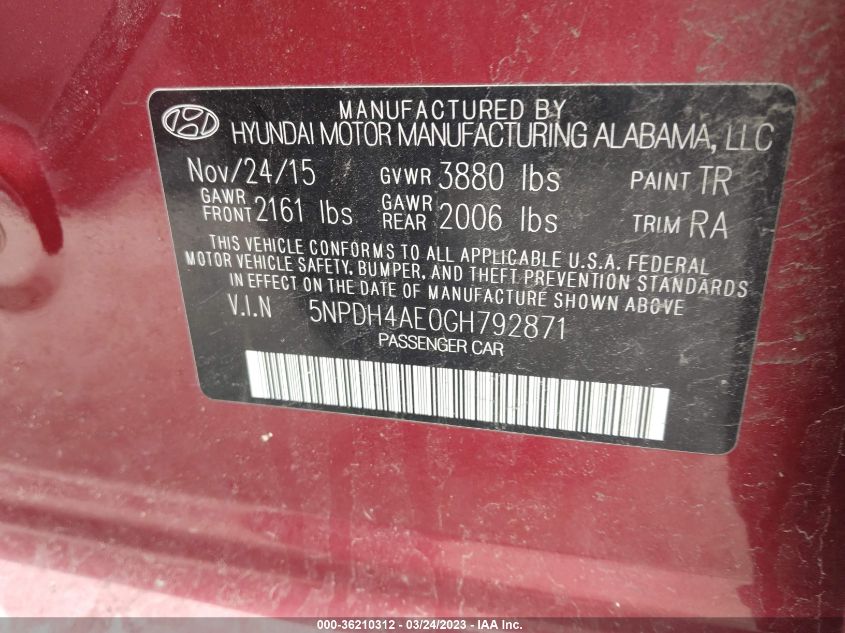 MANUFACTURED BY
HYUNDAI MOTOR MANUFACTURING ALABAMA, LLC
Nov/24/15 GVWR 3880 lbs PAINT TR
GAWR FRONT 2161 lbs GAWR REAR 2006 lbs TRIM RA
THIS VEHICLE CONFORMS TO ALL APPLICABLE U.S.A. FEDERAL
MOTOR VEHICLE SAFETY, BUMPER, AND THEFT PREVENTION STANDARDS
IN EFFECT ON THE DATE OF MANUFACTURE SHOWN ABOVE
V.I.N 5NPDH4AE0GH792871
PASSENGER CAR
000-36210312 - 03/24/2023 - IAA Inc.